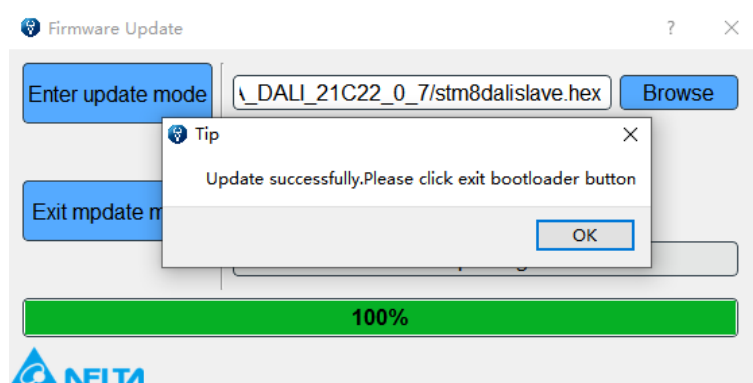 Firmware Update
?
Enter update mode
\_DALI_21C22_0_7/stm8dalislave.hex
Browse
Tip
Update successfully.Please click exit bootloader button
OK
Exit mpdate m
100%